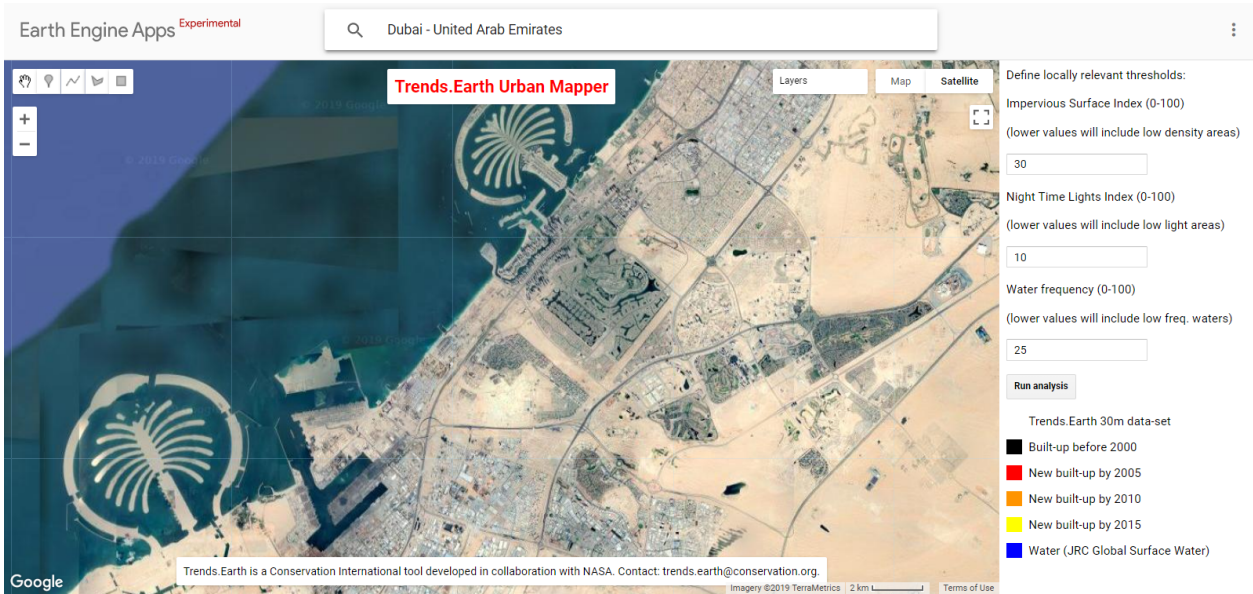 Earth Engine Apps Experimental
Dubai - United Arab Emirates
Trends.Earth Urban Mapper
Layers
Map
Satellite
+
−
© 2019 Google
© 2019 Google
© 2019 Google
Define locally relevant thresholds:
Impervious Surface Index (0-100)
(lower values will include low density areas)
30
Night Time Lights Index (0-100)
(lower values will include low light areas)
10
Water frequency (0-100)
(lower values will include low freq. waters)
25
Run analysis
Trends.Earth 30m data-set
Built-up before 2000
New built-up by 2005
New built-up by 2010
New built-up by 2015
Water (JRC Global Surface Water)
Trends.Earth is a Conservation International tool developed in collaboration with NASA. Contact: trends.earth@conservation.org.
Google
Imagery ©2019 TerraMetrics
2 km
Terms of Use